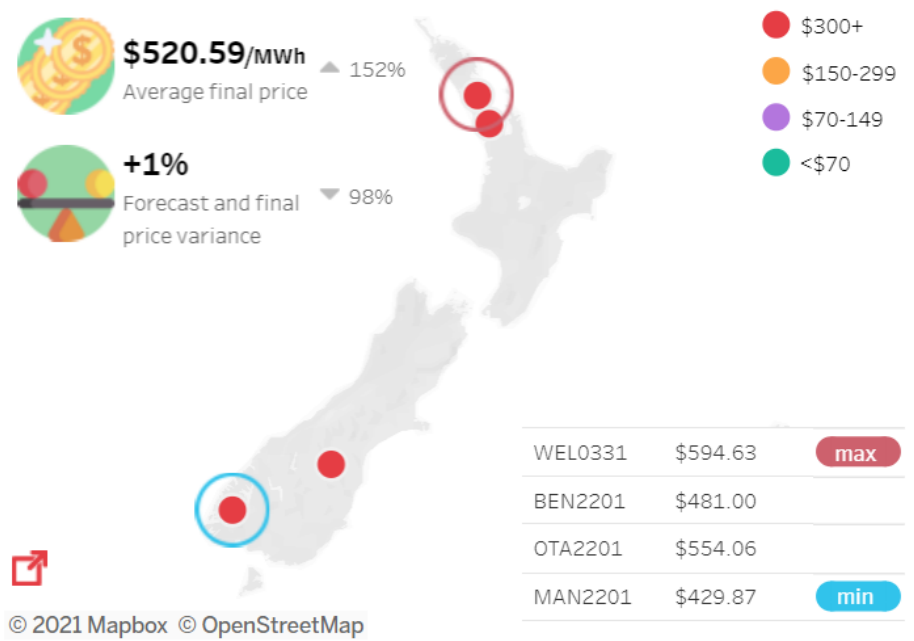 $520.59/MWh
152%
Average final price
+1%
Forecast and final
price variance
98%
$300+
$150-299
$70-149
<$70
WEL0331 $594.63 max
BEN2201 $481.00
OTA2201 $554.06
MAN2201 $429.87 min
© 2021 Mapbox © OpenStreetMap